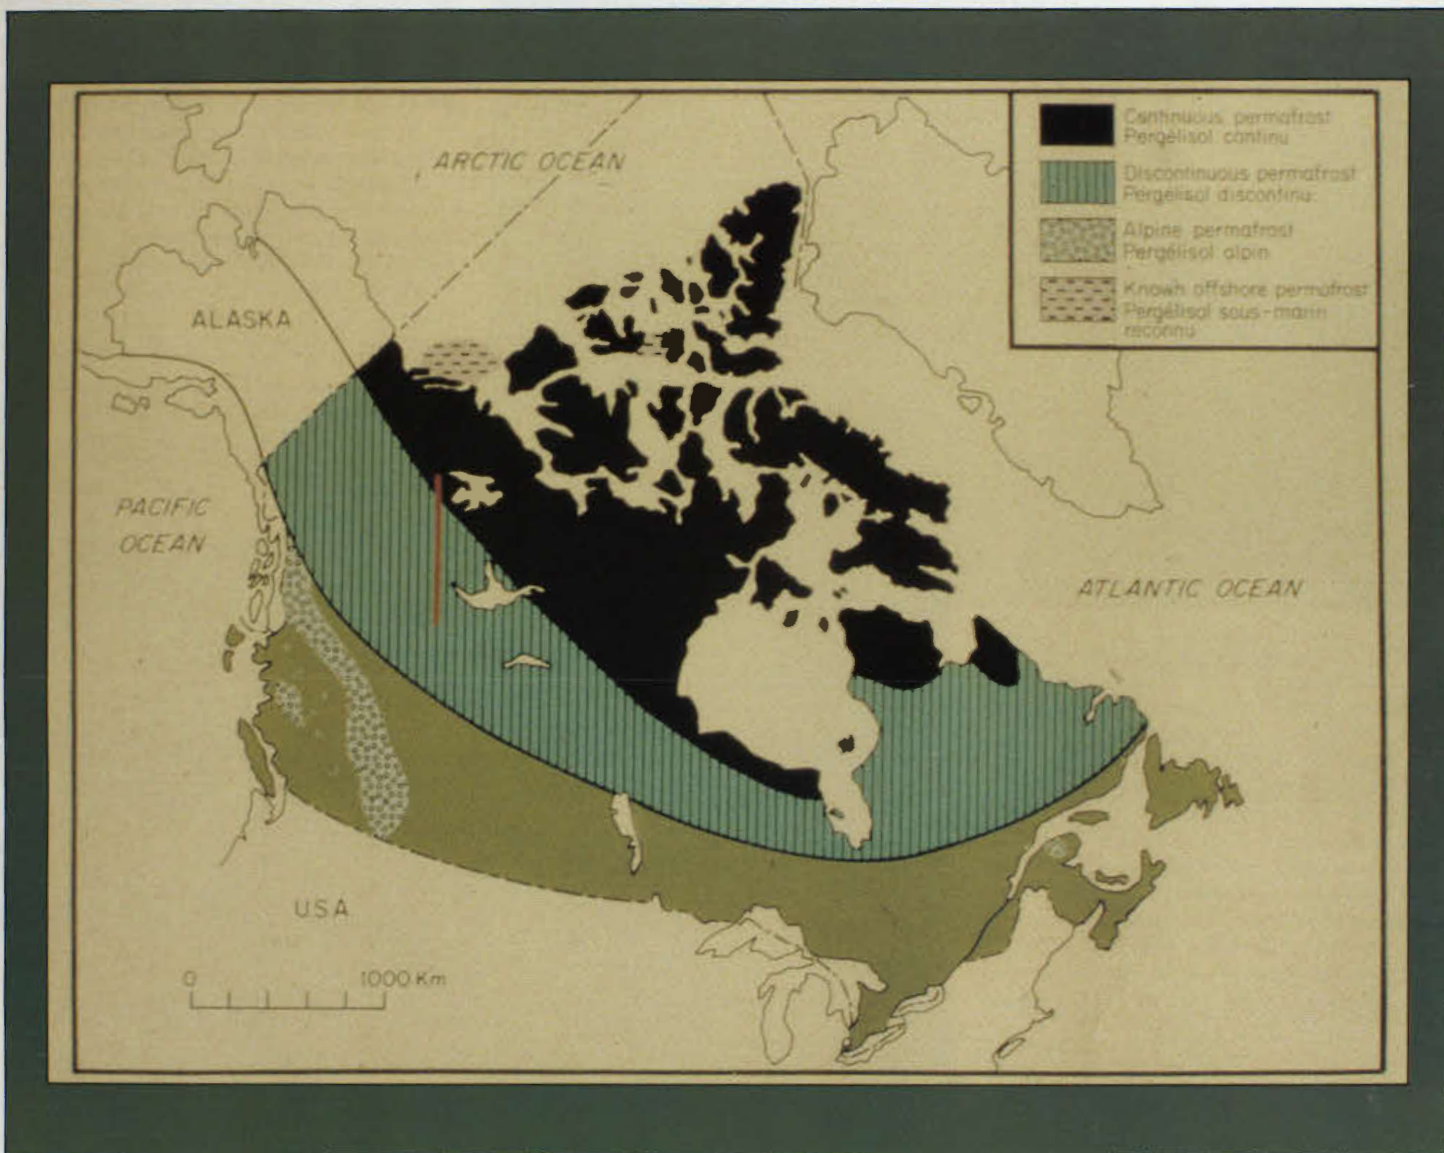 ARCTIC OCEAN
Continuous permafrost
Pergélisol continu
Discontinuous permafrost
Pergélisol discontinu
Alpine permafrost
Pergélisol alpin
Known offshore permafrost
Pergélisol sous-marin
reconnu
ALASKA
PACIFIC
OCEAN
ATLANTIC OCEAN
U.S.A.
0 1000 Km